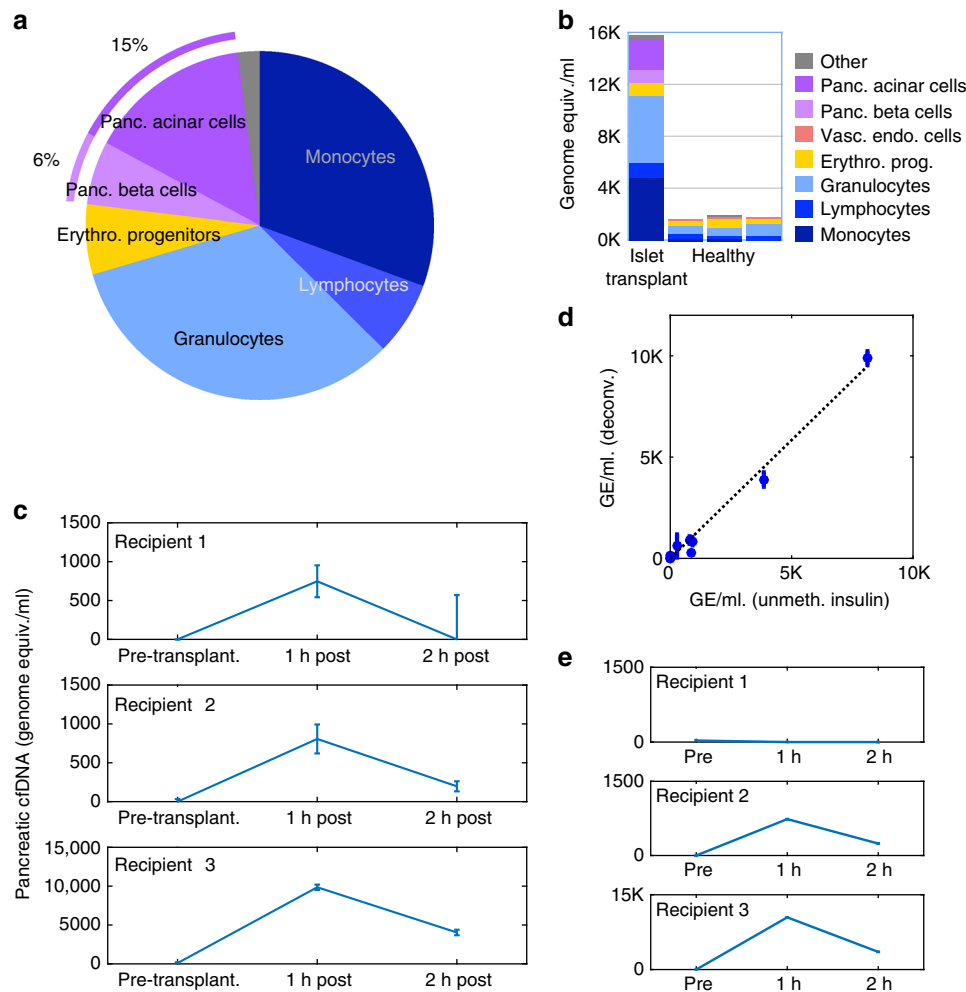 a
15%
6%
Panc. acinar cells
Panc. beta cells
Erythro. progenitors
Granulocytes
Monocytes
Lymphocytes
b
Genome equiv./ml
16K
12K
8K
4K
0K
Islet
transplant
Healthy
Other
Panc. acinar cells
Panc. beta cells
Vasc. endo. cells
Erythro. prog.
Granulocytes
Lymphocytes
Monocytes
c
Pancreatic cfDNA (genome equiv./ml)
1500
1000
500
0
Recipient 1
Pre-transplant. 1 h post 2 h post
1500
1000
500
0
Recipient 2
Pre-transplant. 1 h post 2 h post
15,000
10,000
5000
0
Recipient 3
Pre-transplant. 1 h post 2 h post
d
GE/ml. (deconv.)
10K
5K
0
0 5K 10K
GE/ml. (unmeth. insulin)
e
1500
0
Recipient 1
Pre 1 h 2 h
1500
0
Recipient 2
Pre 1 h 2 h
15K
0
Recipient 3
Pre 1 h 2 h